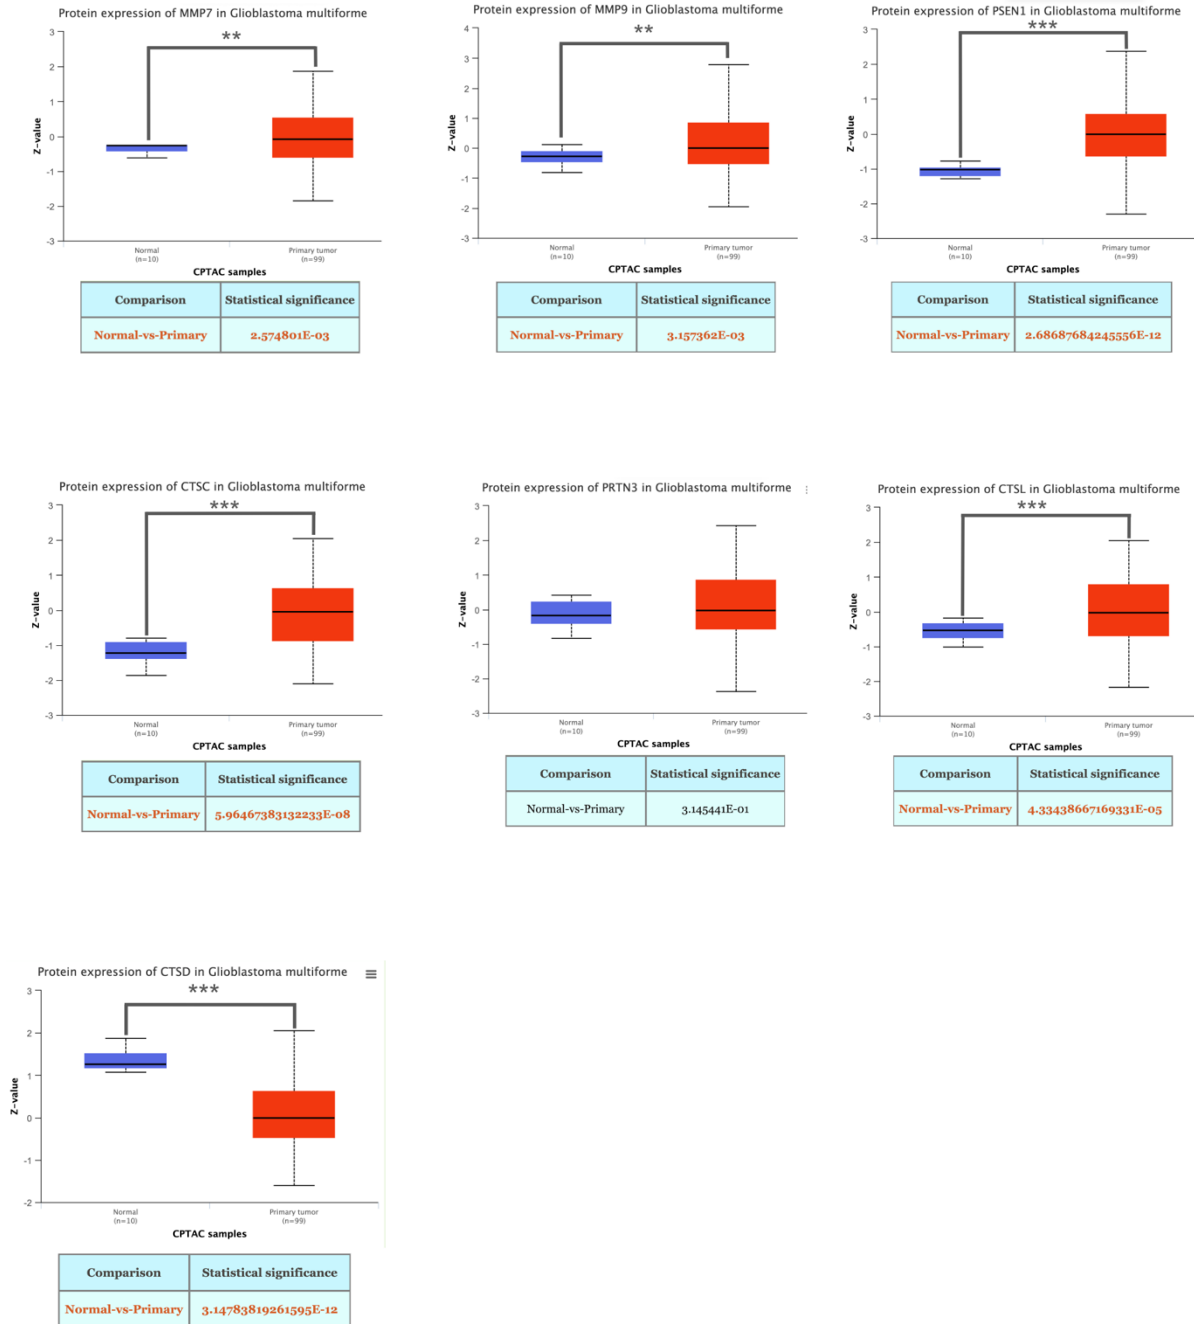 Protein expression of MMP7 in Glioblastoma multiforme
**
Z-value
3
2
1
0
-1
-2
-3
Normal
(n=10)
Primary tumor
(n=99)
CPTAC samples
Comparison Statistical significance
Normal-vs-Primary 2.574801E-03
Protein expression of MMP9 in Glioblastoma multiforme
**
Z-value
4
3
2
1
0
-1
-2
-3
Normal
(n=10)
Primary tumor
(n=99)
CPTAC samples
Comparison Statistical significance
Normal-vs-Primary 3.157362E-03
Protein expression of PSEN1 in Glioblastoma multiforme
***
Z-value
3
2
1
0
-1
-2
-3
Normal
(n=10)
Primary tumor
(n=99)
CPTAC samples
Comparison Statistical significance
Normal-vs-Primary 2.68687684245556E-12
Protein expression of CTSC in Glioblastoma multiforme
***
Z-value
3
2
1
0
-1
-2
-3
Normal
(n=10)
Primary tumor
(n=99)
CPTAC samples
Comparison Statistical significance
Normal-vs-Primary 5.96467383132233E-08
Protein expression of PRTN3 in Glioblastoma multiforme
Z-value
3
2
1
0
-1
-2
-3
Normal
(n=10)
Primary tumor
(n=99)
CPTAC samples
Comparison Statistical significance
Normal-vs-Primary 3.145441E-01
Protein expression of CTSL in Glioblastoma multiforme
***
Z-value
3
2
1
0
-1
-2
-3
Normal
(n=10)
Primary tumor
(n=99)
CPTAC samples
Comparison Statistical significance
Normal-vs-Primary 4.33438667169331E-05
Protein expression of CTSD in Glioblastoma multiforme
***
Z-value
3
2
1
0
-1
-2
Normal
(n=10)
Primary tumor
(n=99)
CPTAC samples
Comparison Statistical significance
Normal-vs-Primary 3.14783819261595E-12